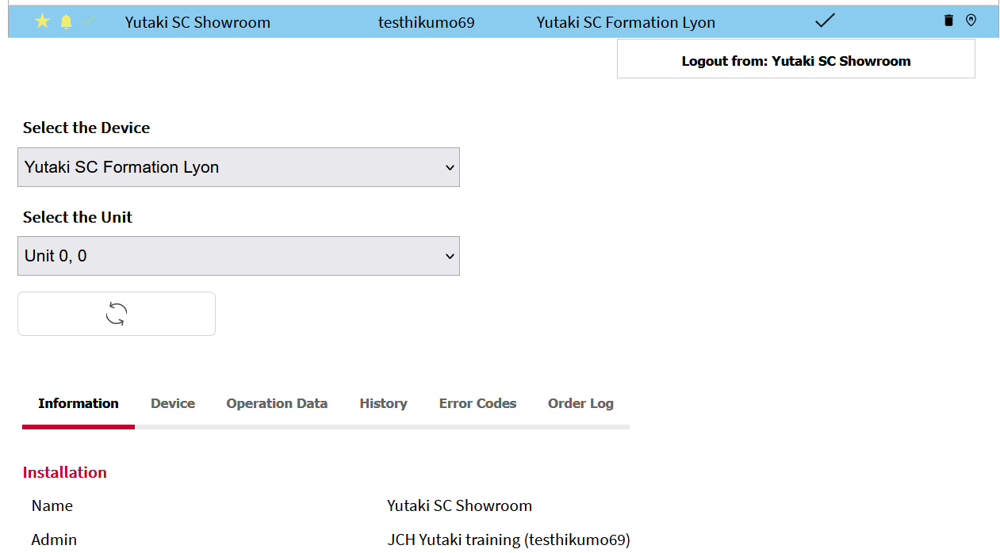 Yutaki SC Showroom testhikumo69 Yutaki SC Formation Lyon
Logout from: Yutaki SC Showroom
Select the Device
Yutaki SC Formation Lyon
Select the Unit
Unit 0, 0
Information Device Operation Data History Error Codes Order Log
Installation
Name Yutaki SC Showroom
Admin JCH Yutaki training (testhikumo69)